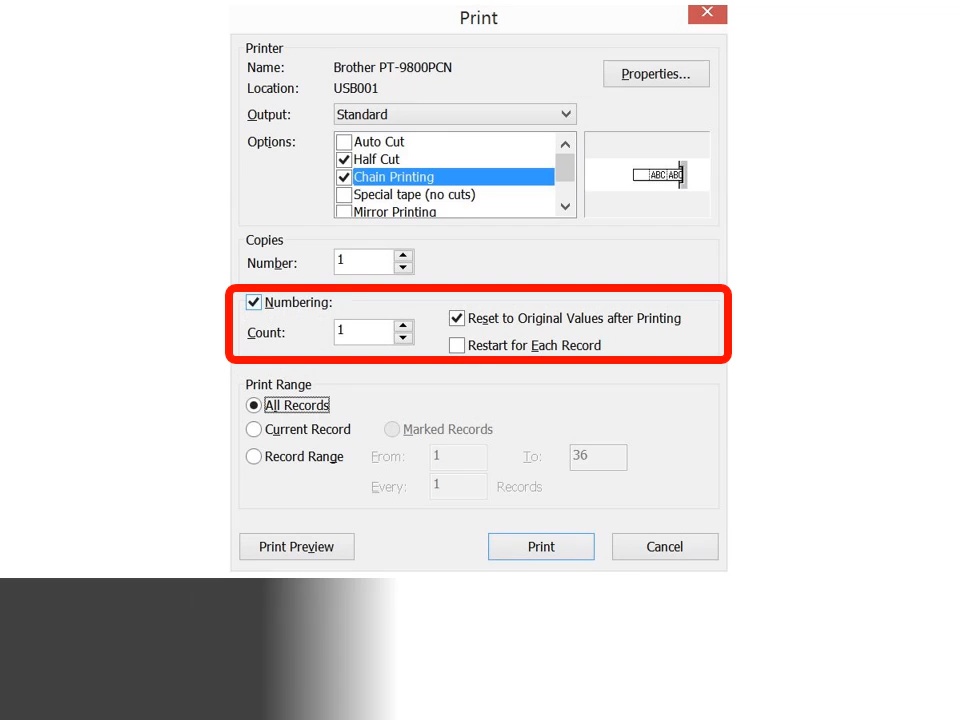 Print
Printer
Name: Brother PT-9800PCN
Location: USB001
Output: Standard
Options: Auto Cut
Half Cut
Chain Printing
Special tape (no cuts)
Mirror Printing
ABC ABC
Properties...
Copies
Number: 1
Numbering:
Count: 1
Reset to Original Values after Printing
Restart for Each Record
Print Range
All Records
Current Record Marked Records
Record Range From: 1 To: 36
Every: 1 Records
Print Preview Print Cancel